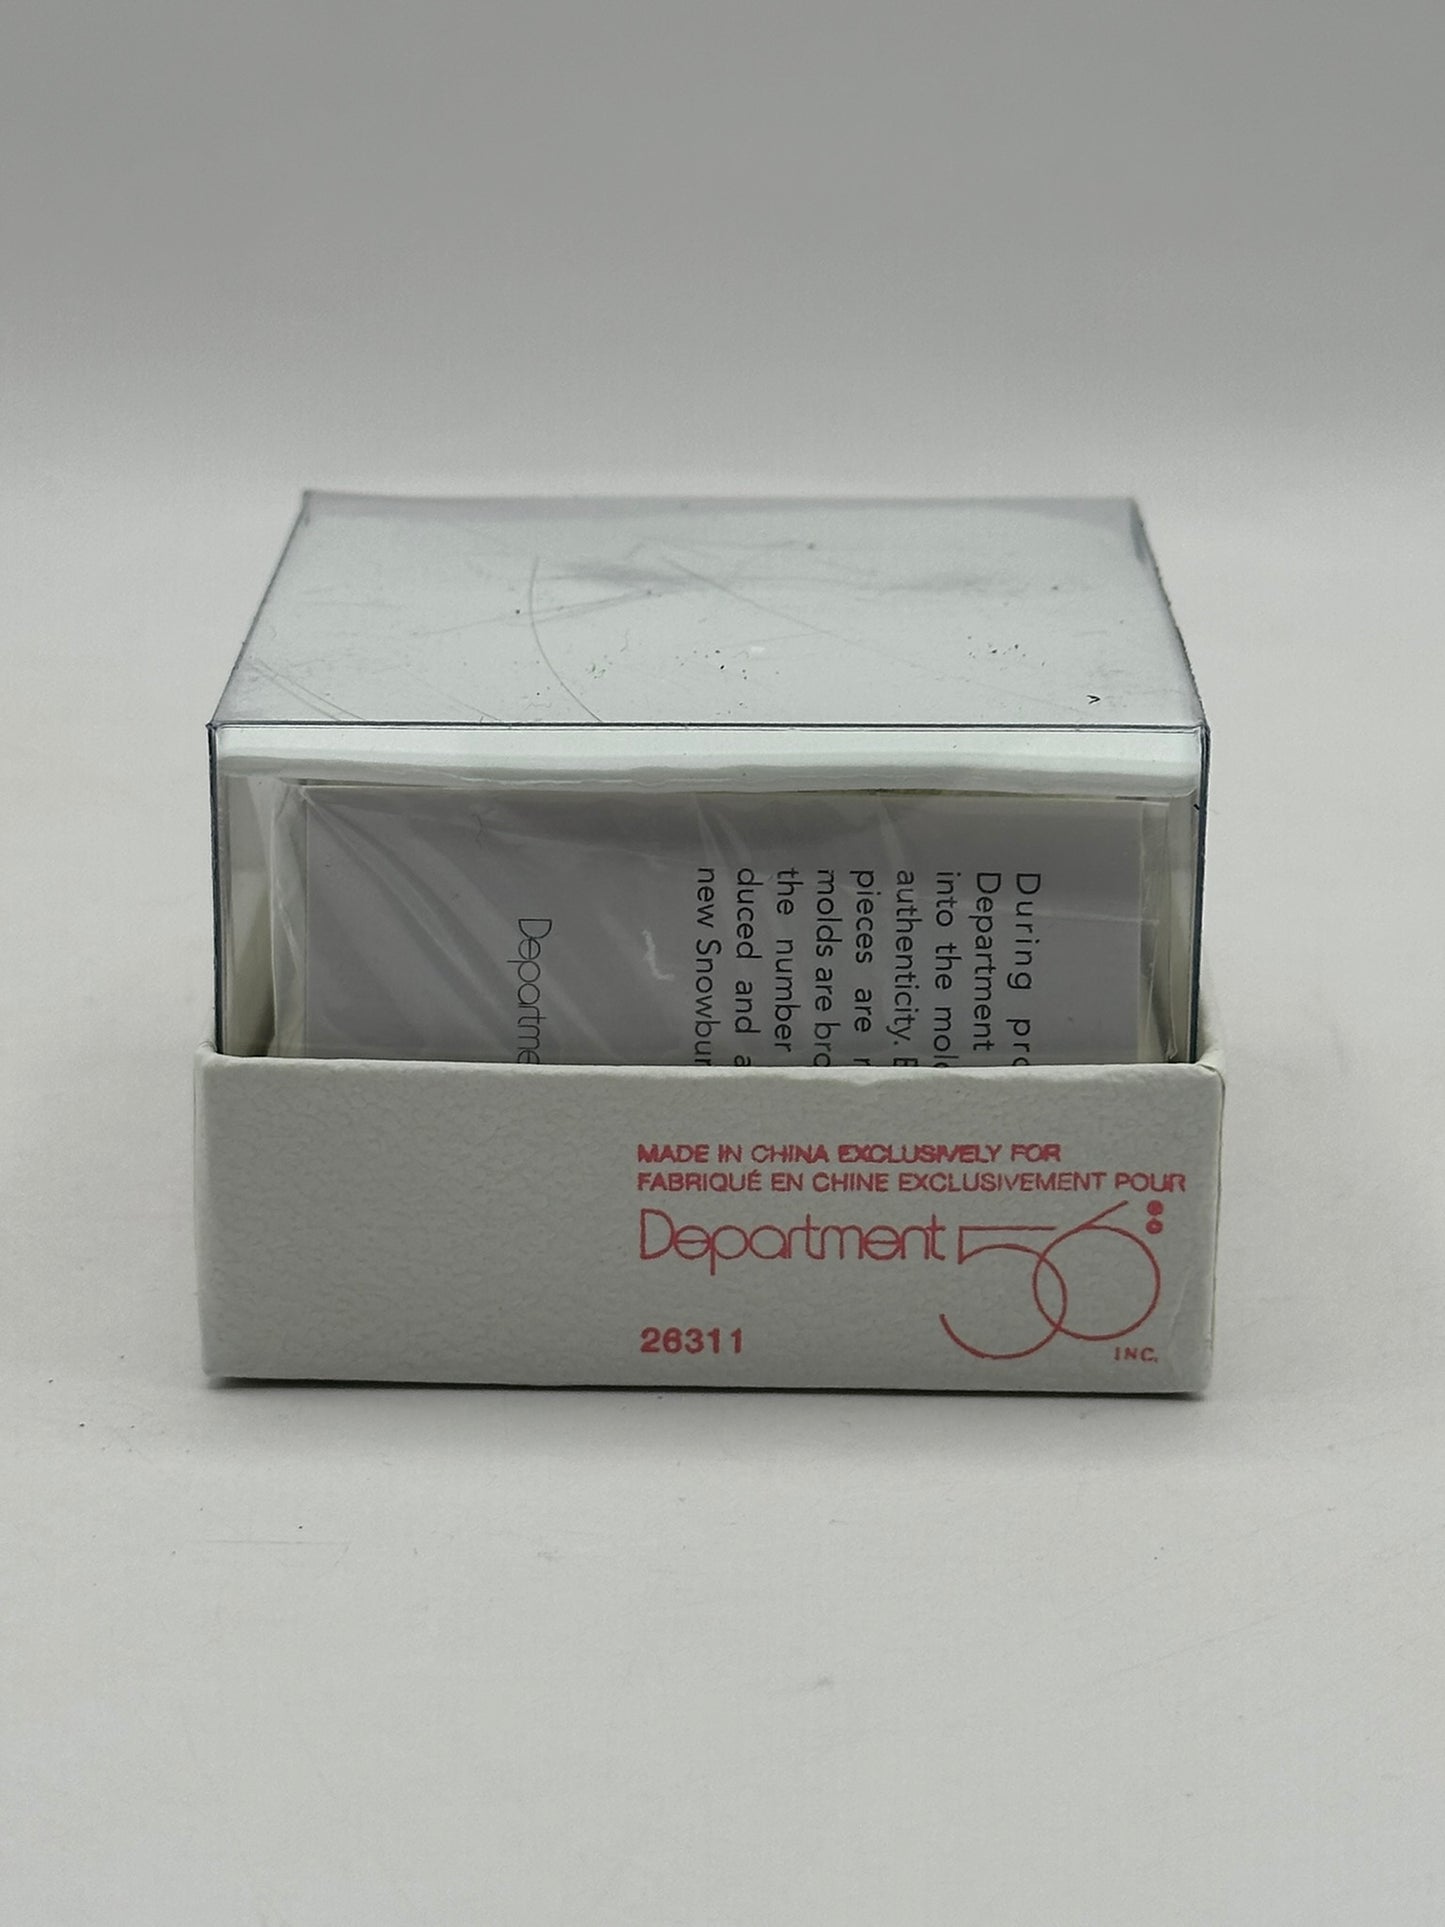 During pro
Department
into the mol
authenticity.
pieces are
molds are bro
the number
duced and a
new Snowbu
Departme
MADE IN CHINA EXCLUSIVELY FOR
FABRIQUÉ EN CHINE EXCLUSIVEMENT POUR
Department 56
INC.
26311